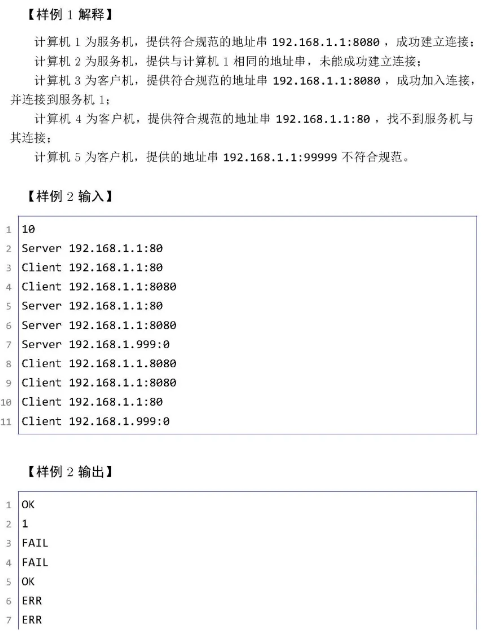 【样例 1 解释】
计算机 1 为服务机，提供符合规范的地址串 192.168.1.1:8080，成功建立连接；
计算机 2 为服务机，提供与计算机 1 相同的地址串，未能成功建立连接；
计算机 3 为客户机，提供符合规范的地址串 192.168.1.1:8080，成功加入连接，
并连接到服务机 1；
计算机 4 为客户机，提供符合规范的地址串 192.168.1.1:80，找不到服务机与
其连接；
计算机 5 为客户机，提供的地址串 192.168.1.1:99999 不符合规范。
【样例 2 输入】
1 10
2 Server 192.168.1.1:80
3 Client 192.168.1.1:80
4 Client 192.168.1.1:8080
5 Server 192.168.1.1:80
6 Server 192.168.1.1:8080
7 Server 192.168.1.999:0
8 Client 192.168.1.1.8080
9 Client 192.168.1.1:8080
10 Client 192.168.1.1:80
11 Client 192.168.1.999:0
【样例 2 输出】
1 OK
2 1
3 FAIL
4 FAIL
5 OK
6 ERR
7 ERR